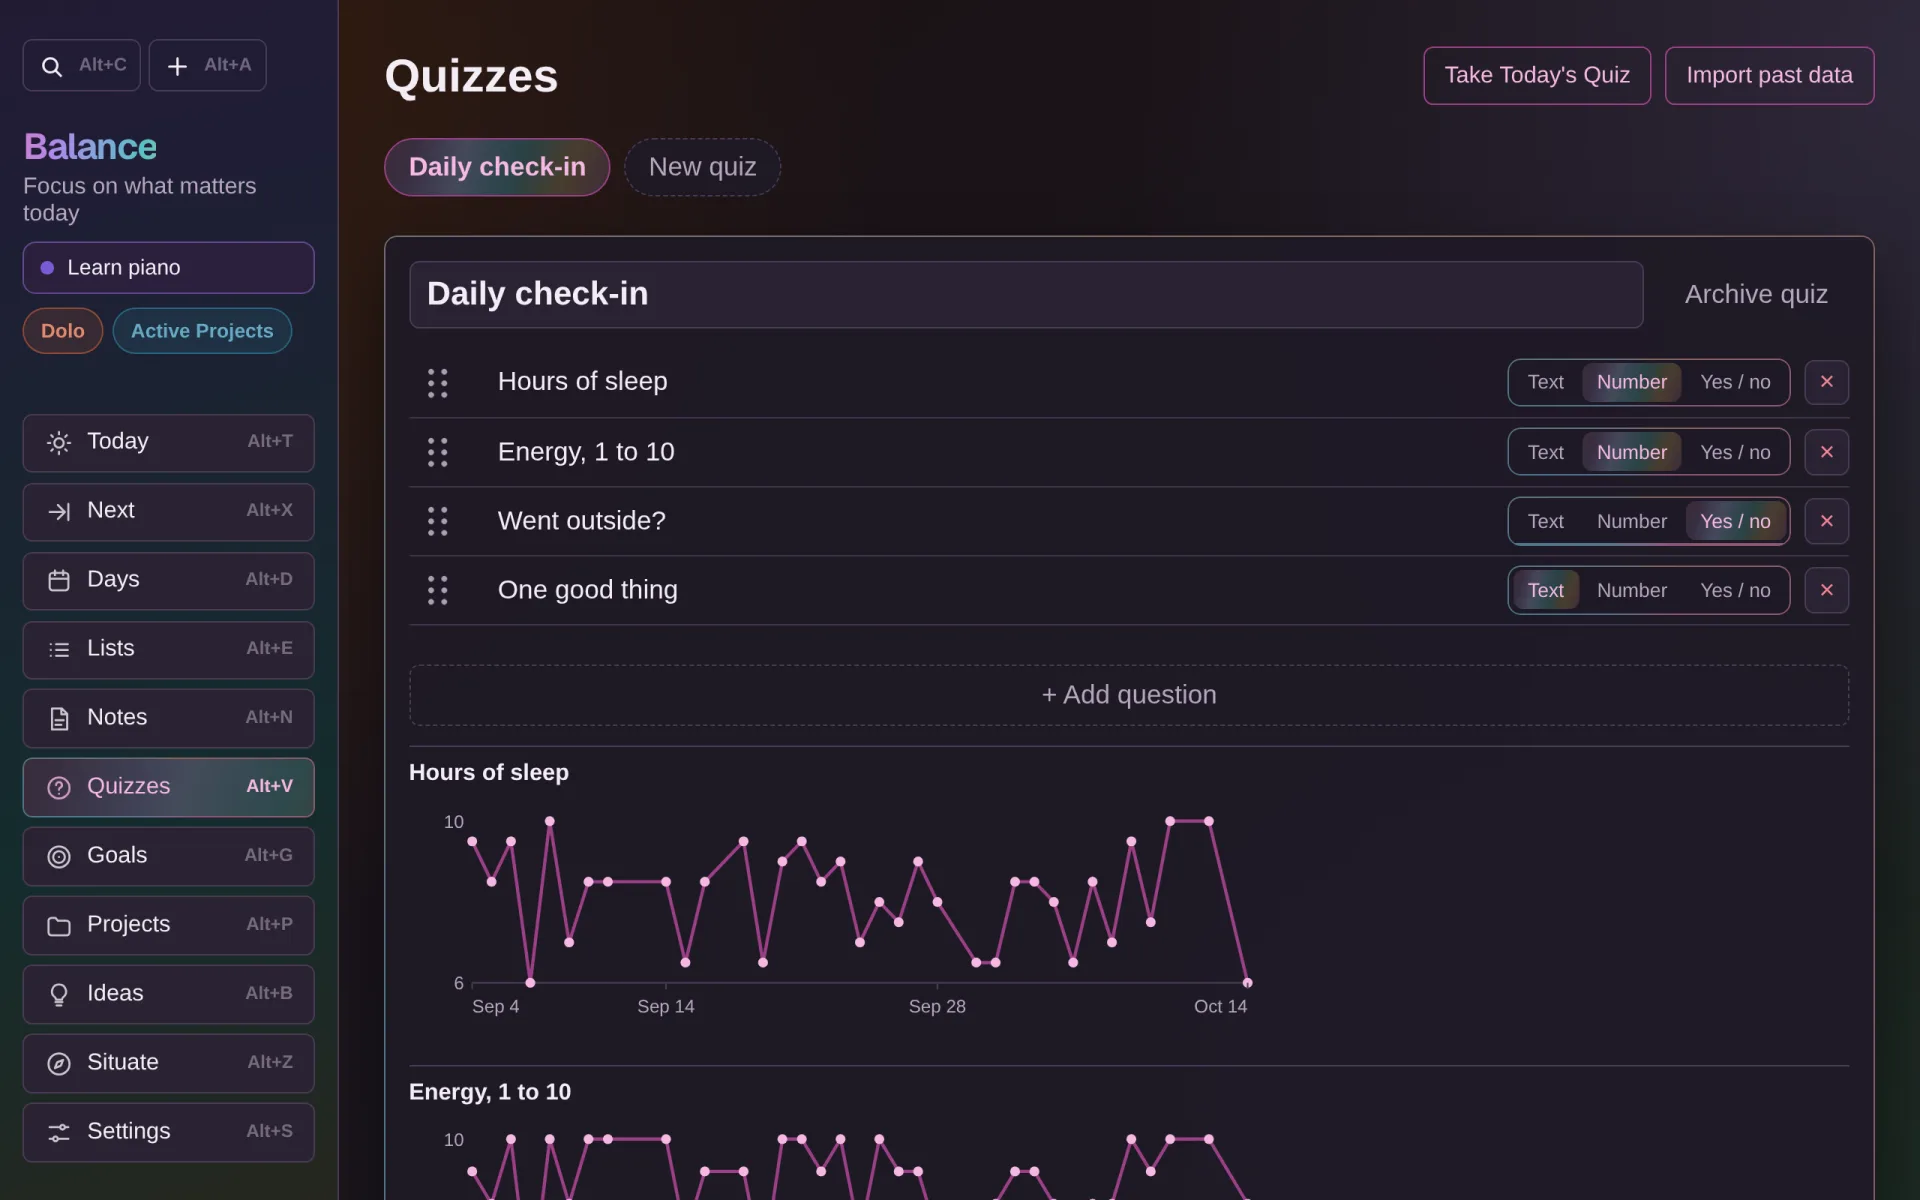 Alt+C
Alt+A
Balance
Focus on what matters
today
Learn piano
Dolo
Active Projects
Today Alt+T
Next Alt+X
Days Alt+D
Lists Alt+E
Notes Alt+N
Quizzes Alt+V
Goals Alt+G
Projects Alt+P
Ideas Alt+B
Situate Alt+Z
Settings Alt+S
Quizzes
Take Today's Quiz
Import past data
Daily check-in
New quiz
Daily check-in
Archive quiz
Hours of sleep
Text Number Yes / no
Energy, 1 to 10
Text Number Yes / no
Went outside?
Text Number Yes / no
One good thing
Text Number Yes / no
+ Add question
Hours of sleep
10
6
Sep 4 Sep 14 Sep 28 Oct 14
Energy, 1 to 10
10